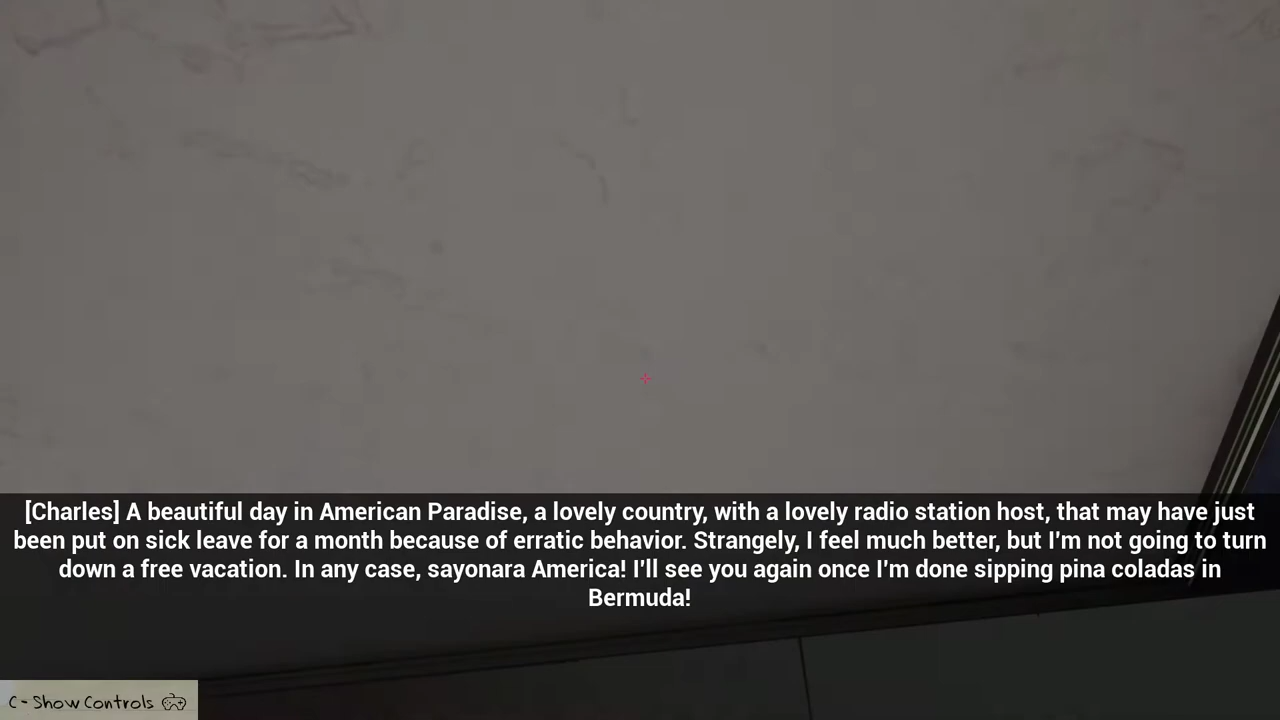 [Charles] A beautiful day in American Paradise, a lovely country, with a lovely radio station host, that may have just
been put on sick leave for a month because of erratic behavior. Strangely, I feel much better, but I'm not going to turn
down a free vacation. In any case, sayonara America! I'll see you again once I'm done sipping pina coladas in
Bermuda!
C - Show Controls